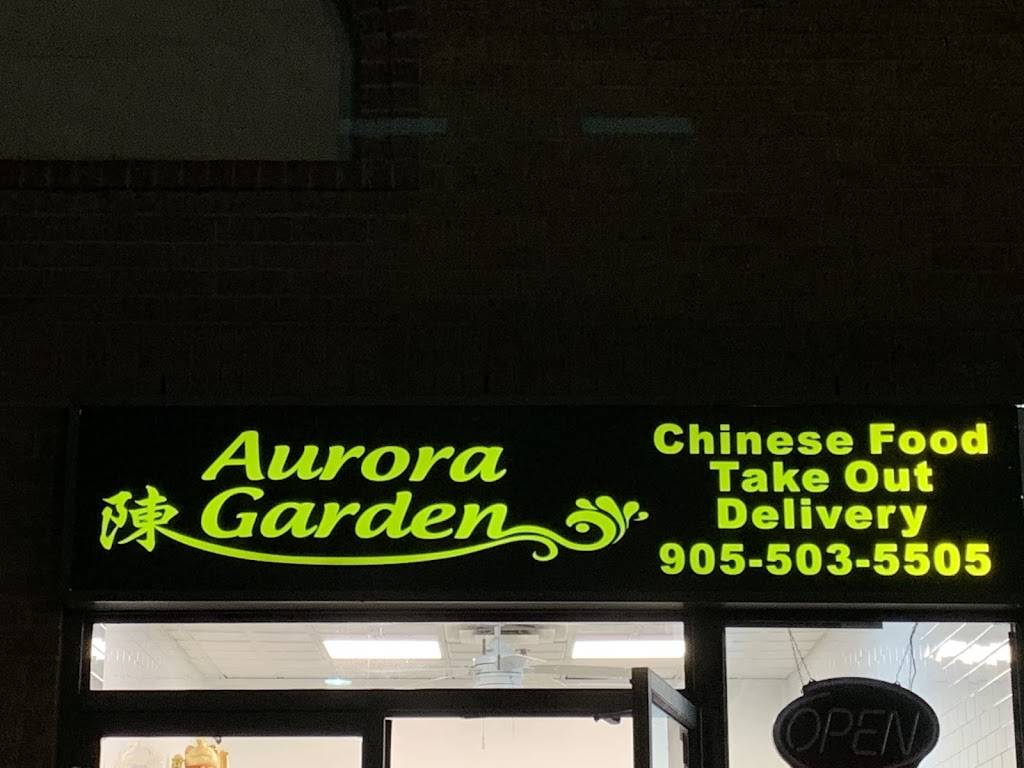 Aurora
陳 Garden
Chinese Food
Take Out
Delivery
905-503-5505
OPEN